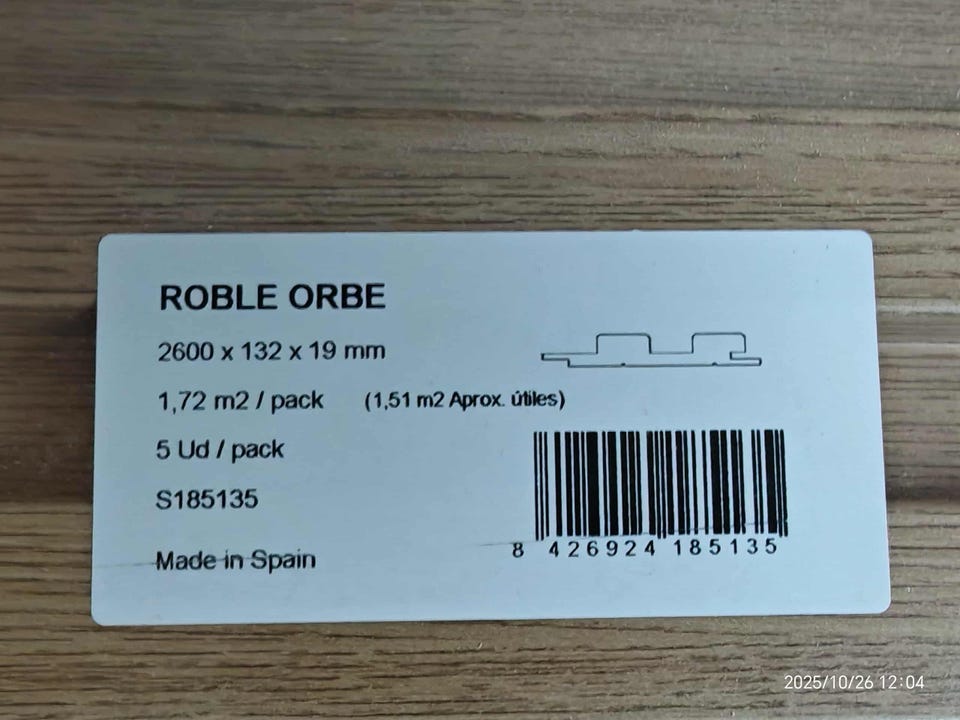 ROBLE ORBE
2600 x 132 x 19 mm
1,72 m2 / pack (1,51 m2 Aprox. útiles)
5 Ud / pack
S185135
Made in Spain
8 426924 185135
2025/10/26 12:04